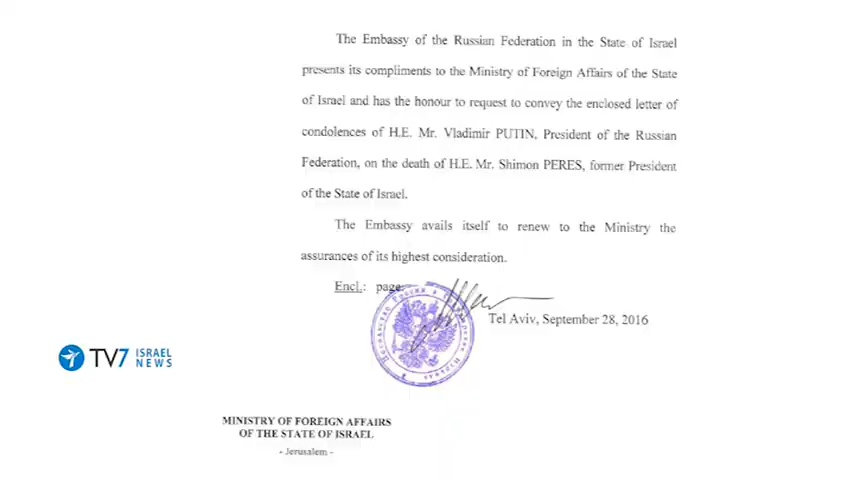 The Embassy of the Russian Federation in the State of Israel
presents its compliments to the Ministry of Foreign Affairs of the State
of Israel and has the honour to request to convey the enclosed letter of
condolences of H.E. Mr. Vladimir PUTIN, President of the Russian
Federation, on the death of H.E. Mr. Shimon PERES, former President
of the State of Israel.
The Embassy avails itself to renew to the Ministry the
assurances of its highest consideration.
Encl.: page.
Tel Aviv, September 28, 2016
TV7 ISRAEL
NEWS
MINISTRY OF FOREIGN AFFAIRS
OF THE STATE OF ISRAEL
- Jerusalem -